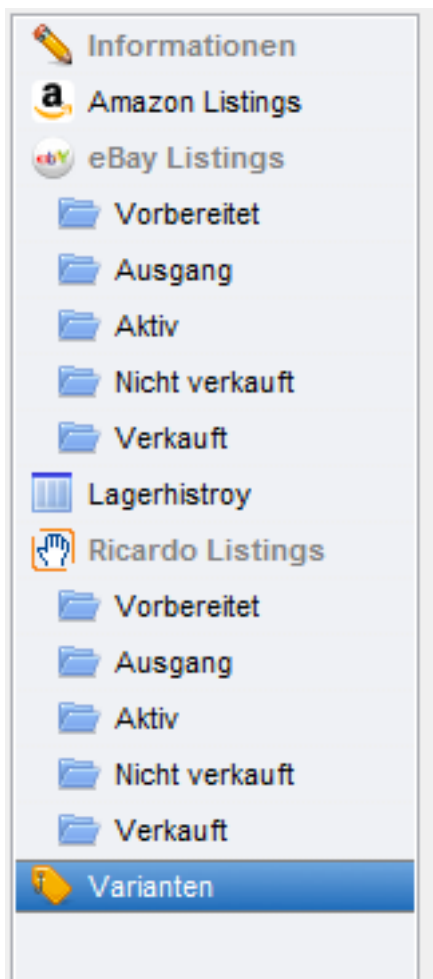 Informationen
Amazon Listings
eBay Listings
Vorbereitet
Ausgang
Aktiv
Nicht verkauft
Verkauft
Lagerhistroy
Ricardo Listings
Vorbereitet
Ausgang
Aktiv
Nicht verkauft
Verkauft
Varianten